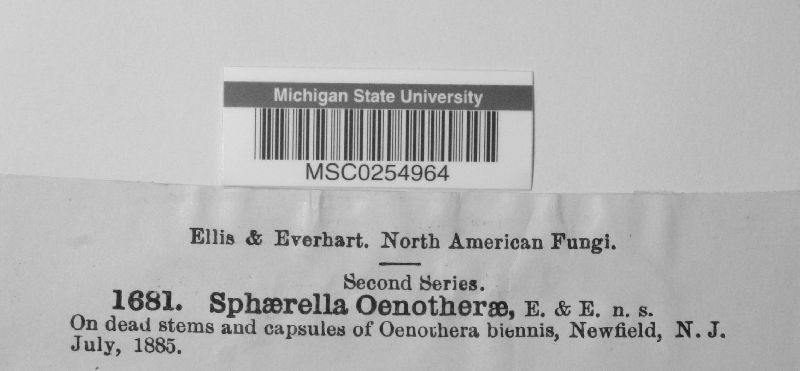 Michigan State University
MSC0254964
Ellis & Everhart. North American Fungi.
Second Series.
1681. Sphærella Oenotheræ, E. & E. n. s.
On dead stems and capsules of Oenothera biennis, Newfield, N. J.
July, 1885.